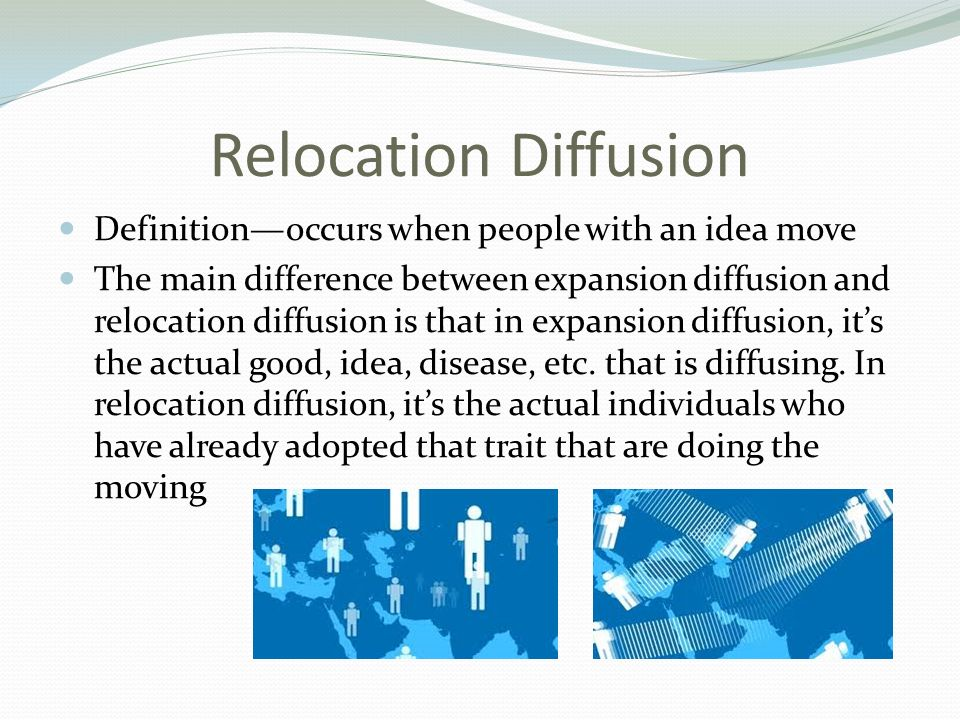 Relocation Diffusion
Definition—occurs when people with an idea move
The main difference between expansion diffusion and
relocation diffusion is that in expansion diffusion, it’s
the actual good, idea, disease, etc. that is diffusing. In
relocation diffusion, it’s the actual individuals who
have already adopted that trait that are doing the
moving